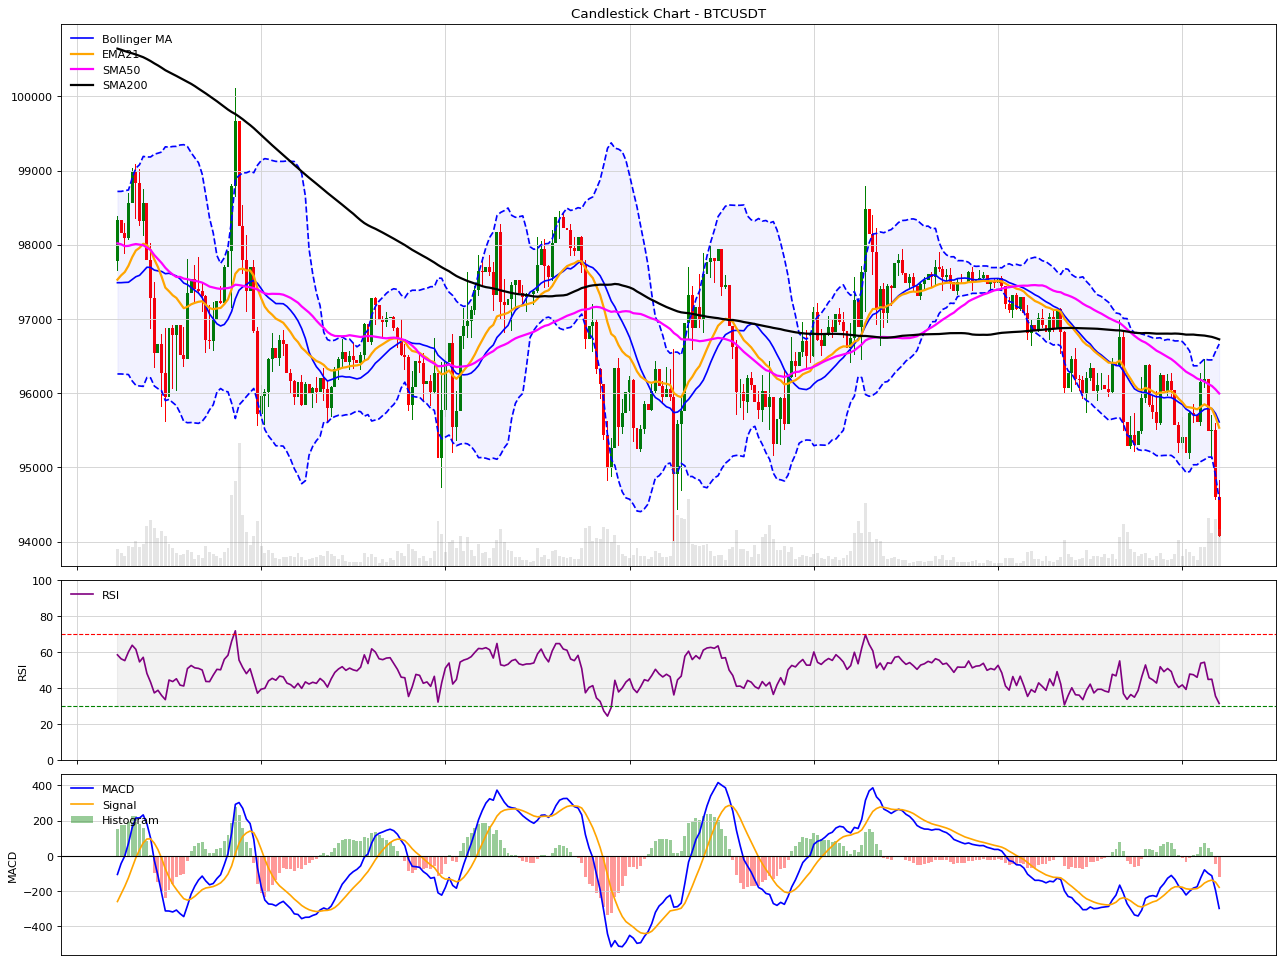 Candlestick Chart - BTCUSDT
Bollinger MA
EMA21
SMA50
SMA200
100000
99000
98000
97000
96000
95000
94000
RSI
100
80
60
40
20
0
RSI
MACD
Signal
Histogram
400
200
0
−200
−400
MACD